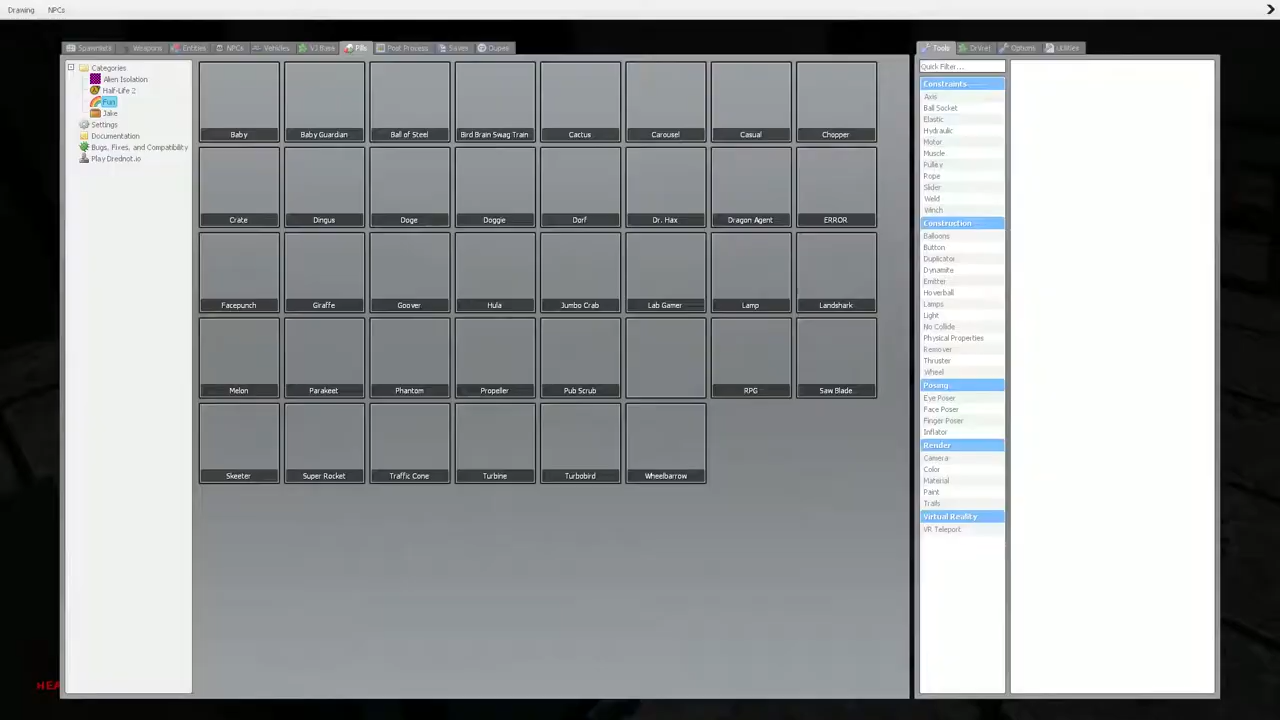 Drawing NPCs
Spawnlists Weapons Entities NPCs Vehicles VJ Base Pills Post Process Saves Dupes
Categories
Alien Isolation
Half-Life 2
Fun
Jake
Settings
Documentation
Bugs, Fixes, and Compatibility
Play Drednot.io
Baby Baby Guardian Ball of Steel Bird Brain Swag Train Cactus Carousel Casual Chopper
Crate Dingus Doge Doggie Dorf Dr. Hax Dragon Agent ERROR
Facepunch Giraffe Goover Hula Jumbo Crab Lab Gamer Lamp Landshark
Melon Parakeet Phantom Propeller Pub Scrub RPG Saw Blade
Skeeter Super Rocket Traffic Cone Turbine Turbobird Wheelbarrow
HEA
Tools Drivet Options Utilities
Quick Filter...
Constraints
Axis
Ball Socket
Elastic
Hydraulic
Motor
Muscle
Pulley
Rope
Slider
Weld
Winch
Construction
Balloons
Button
Duplicator
Dynamite
Emitter
Hoverball
Lamps
Light
No Collide
Physical Properties
Remover
Thruster
Wheel
Posing
Eye Poser
Face Poser
Finger Poser
Inflator
Render
Camera
Color
Material
Paint
Trails
Virtual Reality
VR Teleport